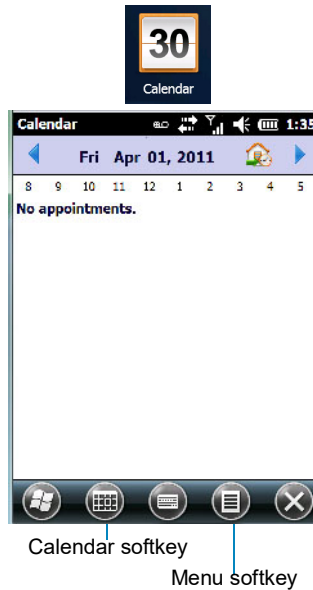 30
Calendar
Calendar 1:35
Fri Apr 01, 2011
8 9 10 11 12 1 2 3 4 5
No appointments.
Calendar softkey
Menu softkey